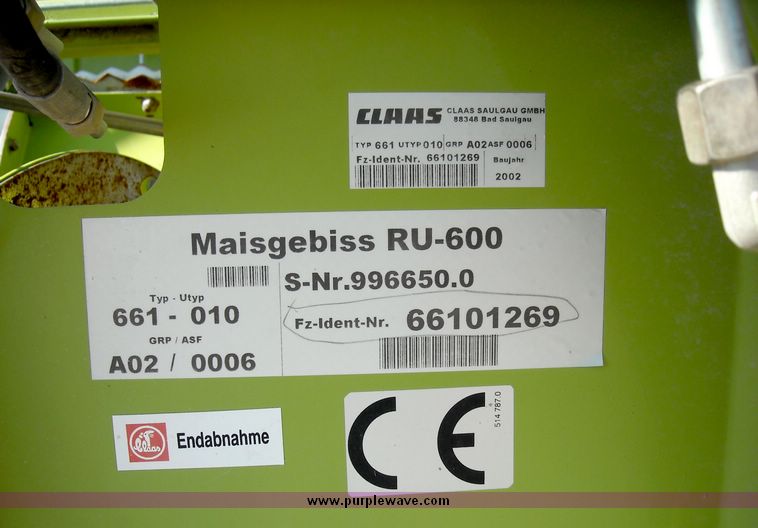 CLAAS CLAAS SAULGAU GMBH
88348 Bad Saulgau
TYP 661 UTYP 010 GRP A02 ASF 0006
Fz-Ident-Nr. 66101269 Baujahr
2002
Maisgebiss RU-600
S-Nr.996650.0
Typ - Utyp
661 - 010
Fz-Ident-Nr. 66101269
GRP / ASF
A02 / 0006
Claas
Endabnahme
CE
514 787.0
www.purplewave.com